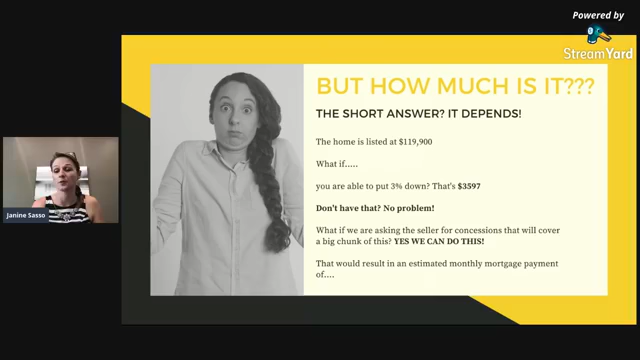 Powered by
StreamYard
BUT HOW MUCH IS IT???
THE SHORT ANSWER? IT DEPENDS!
The home is listed at $119,900
What if.....
you are able to put 3% down? That's $3597
Don't have that? No problem!
What if we are asking the seller for concessions that will cover
a big chunk of this? YES WE CAN DO THIS!
That would result in an estimated monthly mortgage payment
of....
Janine Sasso